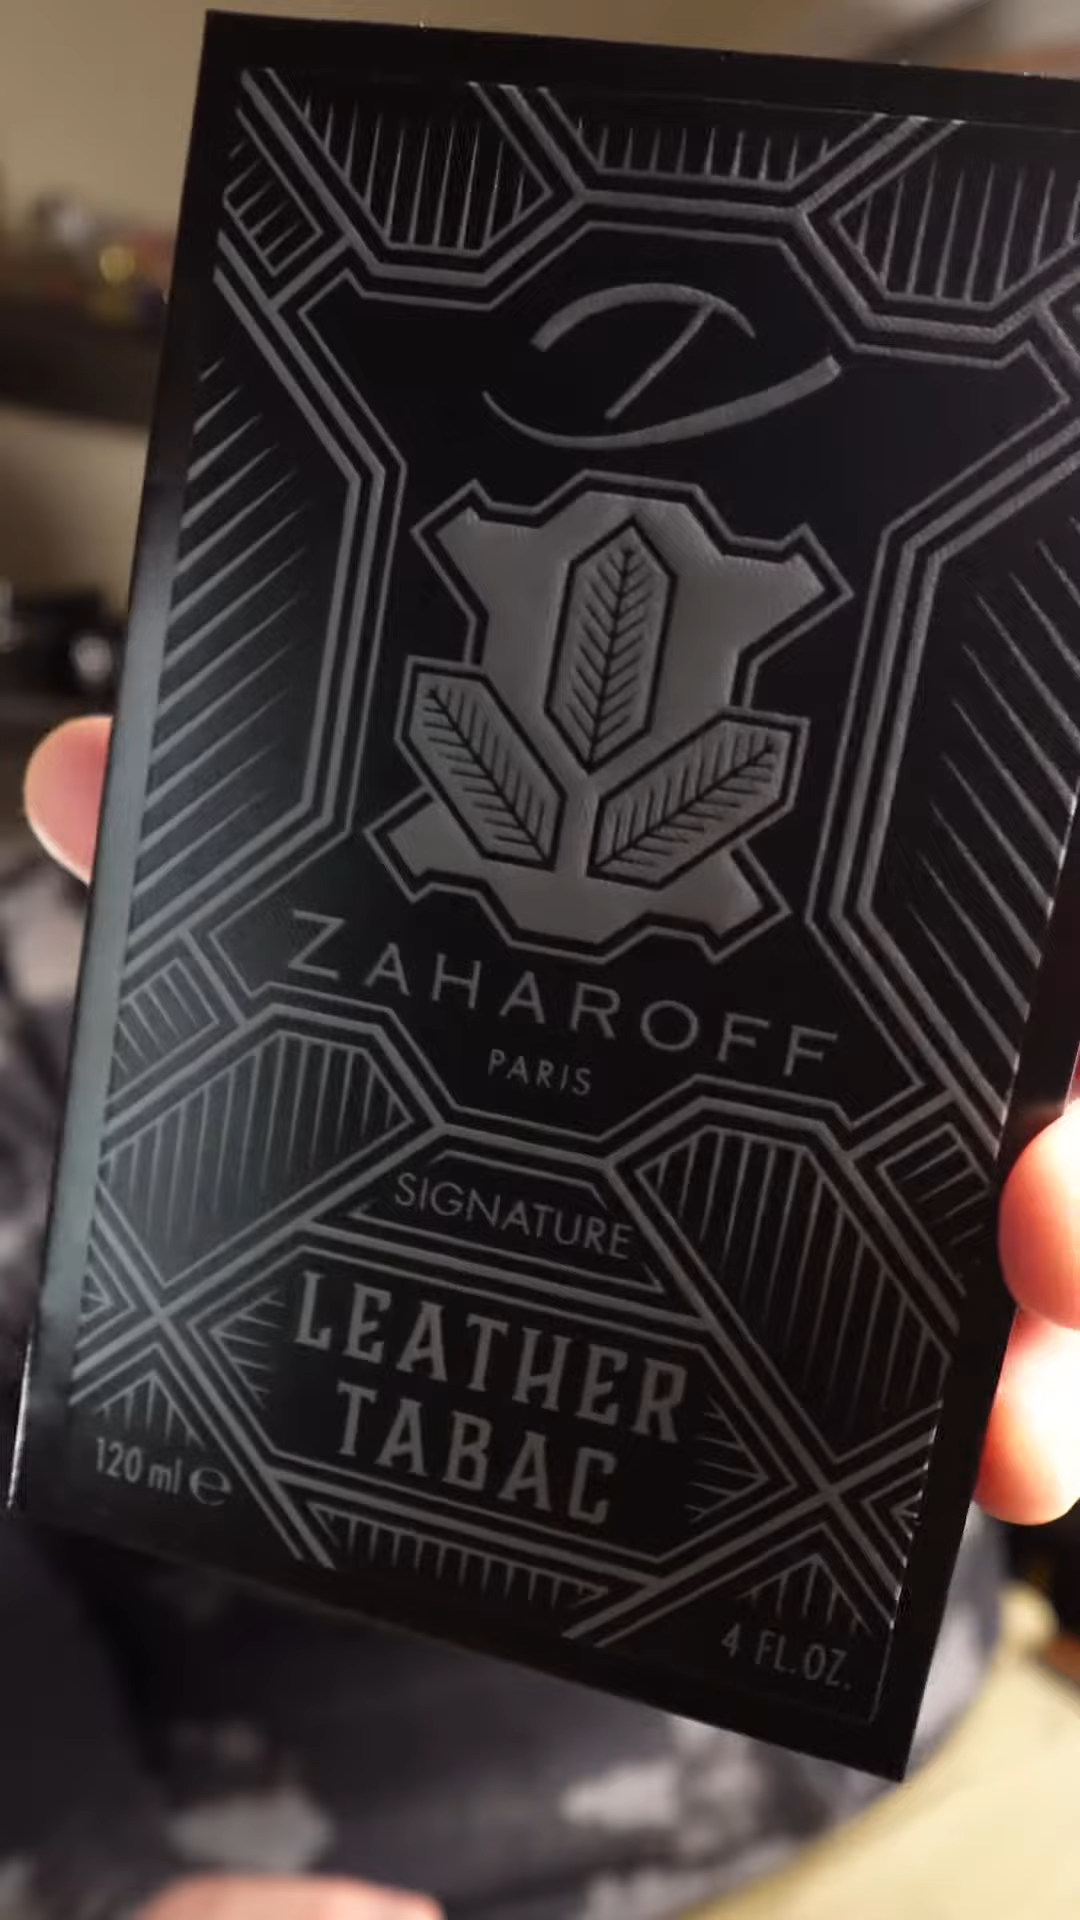 ZAHAROFF
PARIS
SIGNATURE
LEATHER
TABAC
120 ml ℮
4 FL.OZ.